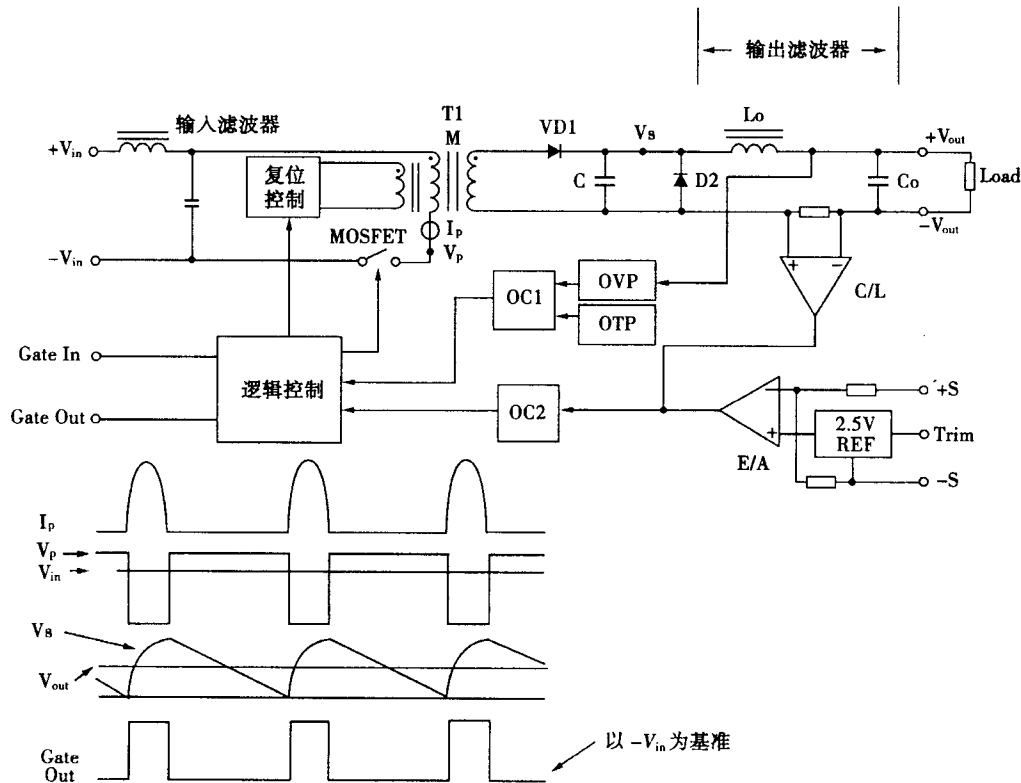 输出滤波器
输入滤波器
T1
M
VD1
Vs
Lo
+Vin
+Vout
复位
控制
C
D2
Co
Load
Ip
MOSFET
Vp
-Vin
-Vout
+
−
C/L
OC1
OVP
OTP
Gate In
逻辑控制
Gate Out
OC2
−
+
E/A
+S
2.5V
REF
Trim
-S
Ip
Vp
Vin
Vs
Vout
Gate
Out
以 -Vin 为基准